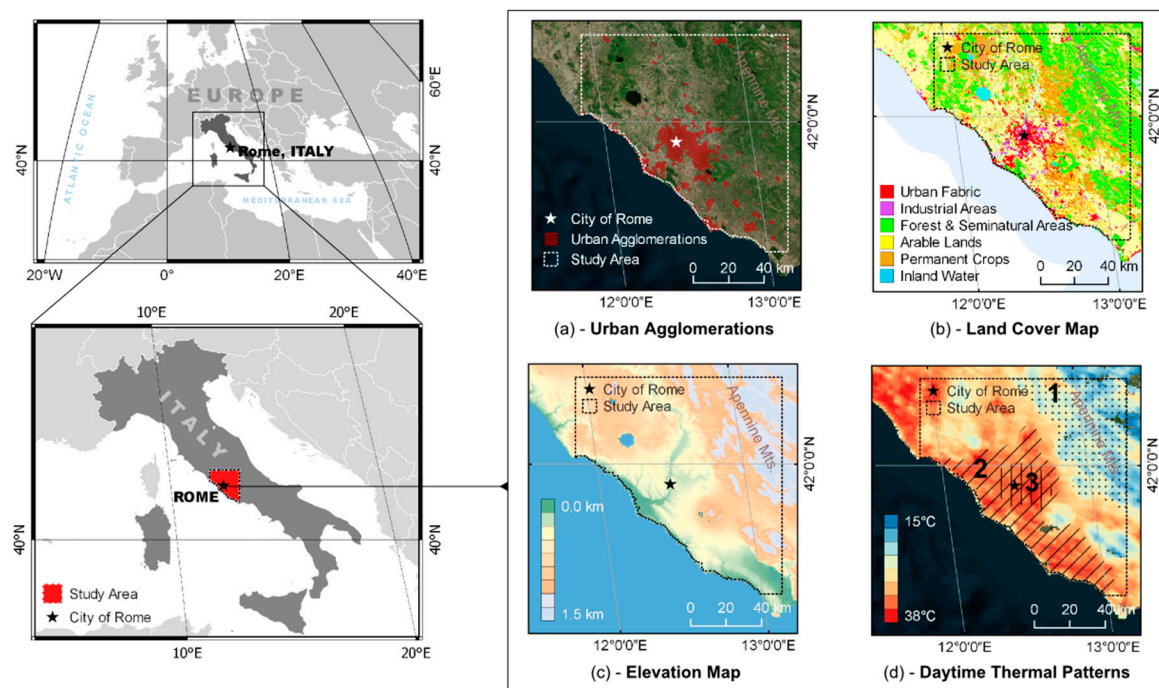 EUROPE
ATLANTIC OCEAN
Rome, ITALY
MEDITERRANEAN SEA
60°E
40°N
40°N
20°W
0°
20°E
40°E
10°E
20°E
ITALY
ROME
40°N
40°N
Study Area
City of Rome
10°E
20°E
Apennine Mts.
City of Rome
Urban Agglomerations
Study Area
0 20 40 km
42°0'0"N
12°0'0"E
13°0'0"E
(a) - Urban Agglomerations
City of Rome
Study Area
Apennine Mts.
Urban Fabric
Industrial Areas
Forest & Seminatural Areas
Arable Lands
Permanent Crops
Inland Water
0 20 40 km
42°0'0"N
12°0'0"E
13°0'0"E
(b) - Land Cover Map
City of Rome
Study Area
Apennine Mts.
0.0 km
1.5 km
0 20 40 km
42°0'0"N
12°0'0"E
13°0'0"E
(c) - Elevation Map
City of Rome
Study Area
1
Apennine Mts.
2
3
15°C
38°C
0 20 40 km
42°0'0"N
12°0'0"E
13°0'0"E
(d) - Daytime Thermal Patterns